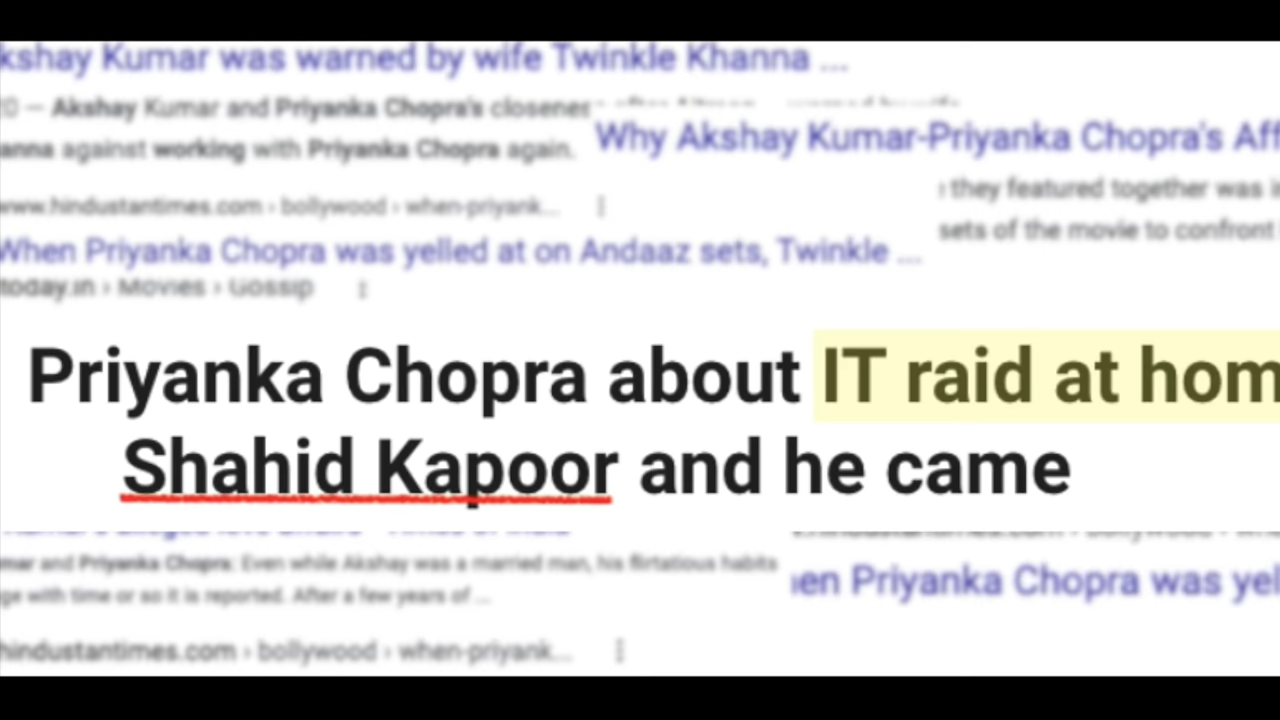 kshay Kumar was warned by wife Twinkle Khanna ...
20 — Akshay Kumar and Priyanka Chopra's closenes
anna against working with Priyanka Chopra again.
Why Akshay Kumar-Priyanka Chopra's Aff
they featured together was i
sets of the movie to confront
www.hindustantimes.com › bollywood › when-priyank...
When Priyanka Chopra was yelled at on Andaaz sets, Twinkle ...
today.in › Movies › Gossip
Priyanka Chopra about IT raid at hom
Shahid Kapoor and he came
mar and Priyanka Chopra: Even while Akshay was a married man, his flirtatious habits
ge with time or so it is reported. After a few years of ...
en Priyanka Chopra was yel
hindustantimes.com › bollywood › when-priyank...